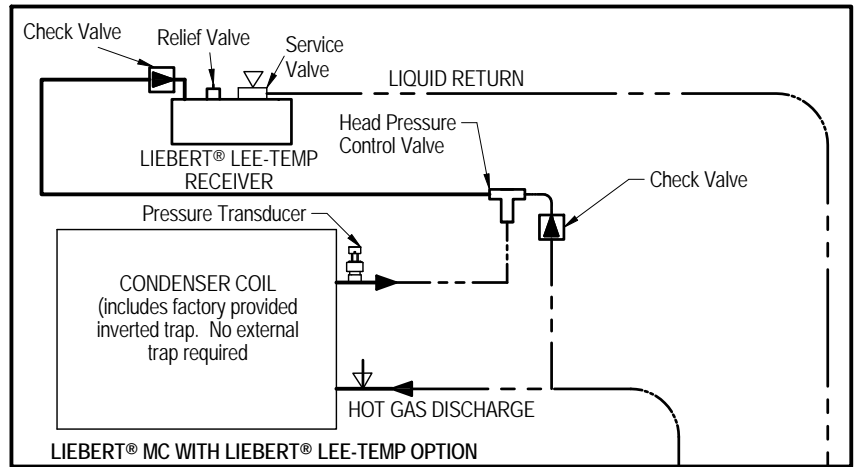 Check Valve
Relief Valve
Service
Valve
LIQUID RETURN
Head Pressure
Control Valve
LIEBERT® LEE-TEMP
RECEIVER
Check Valve
Pressure Transducer
CONDENSER COIL
(includes factory provided
inverted trap. No external
trap required
HOT GAS DISCHARGE
LIEBERT® MC WITH LIEBERT® LEE-TEMP OPTION